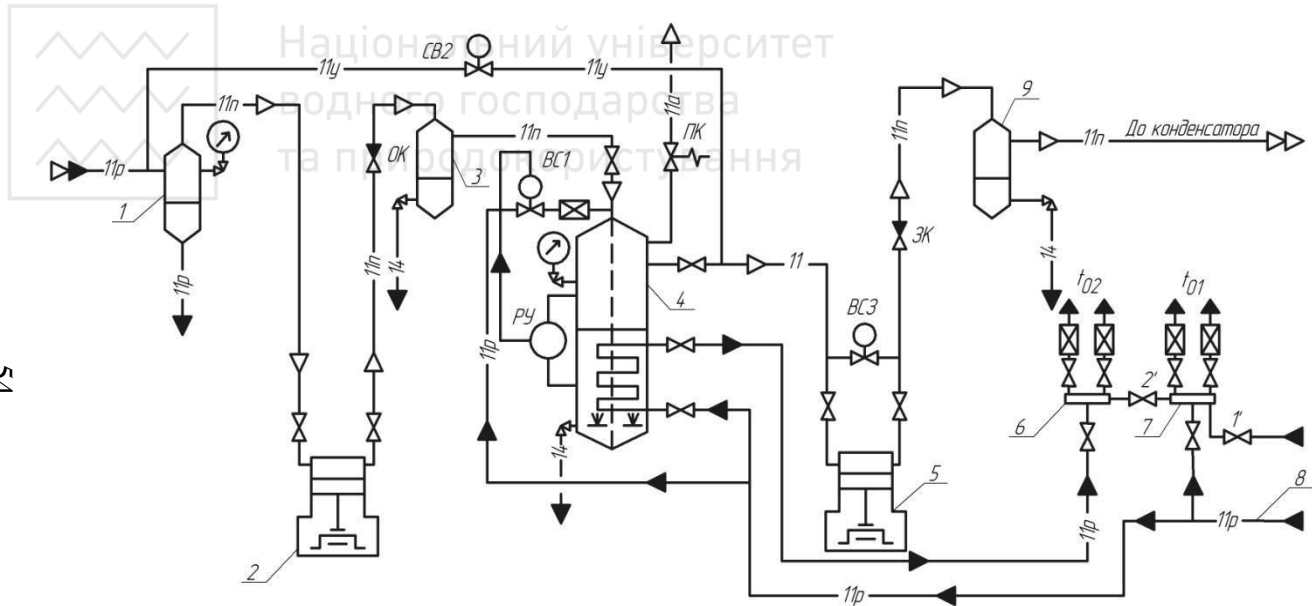 Національний університет
водного господарства
та природокористування
СВ2
11у
11у
11п
11р
1
11р
11п
ОК
3
14
11п
ВС1
11а
ПК
РУ
11р
4
14
11
ВС3
11п
ЗК
9
11п
До конденсатора
14
t02
t01
2'
6
7
1'
8
11р
11р
5
2
11р
54